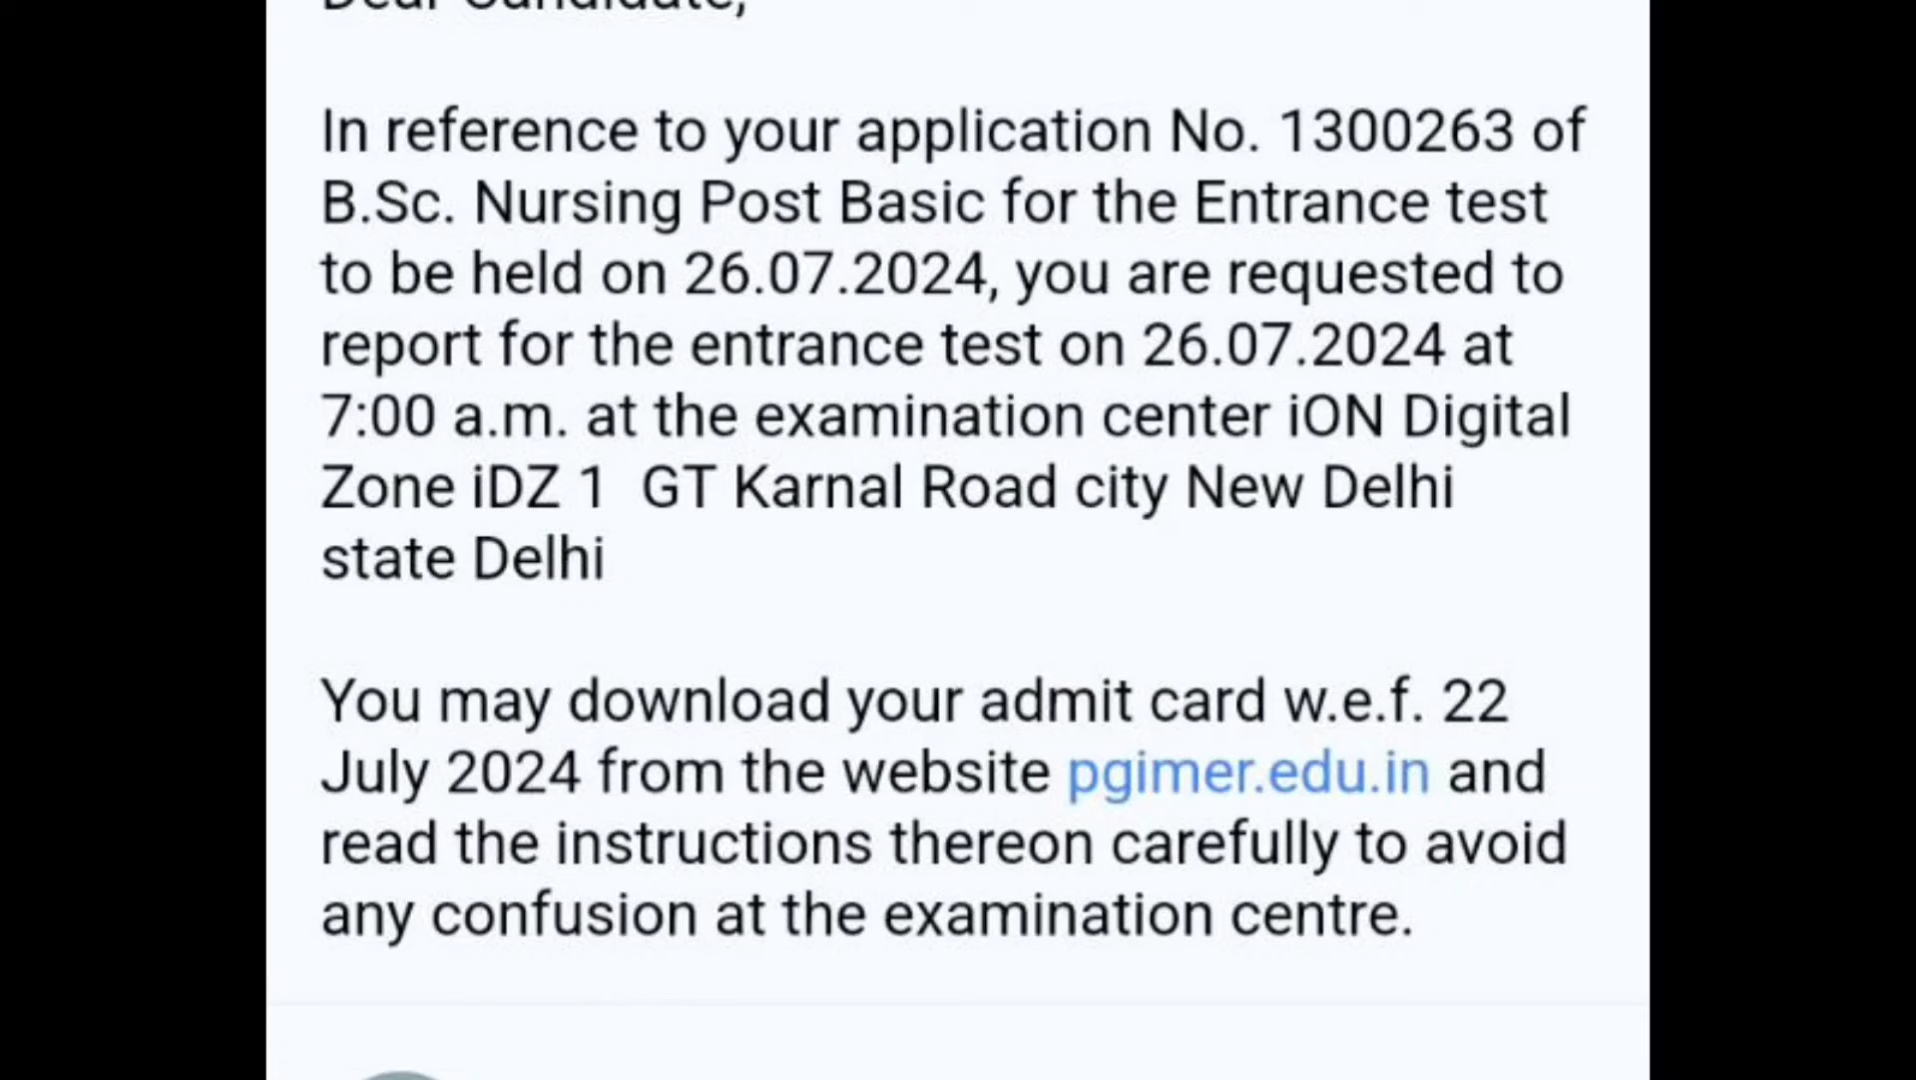 Dear Candidate,
In reference to your application No. 1300263 of
B.Sc. Nursing Post Basic for the Entrance test
to be held on 26.07.2024, you are requested to
report for the entrance test on 26.07.2024 at
7:00 a.m. at the examination center iON Digital
Zone iDZ 1  GT Karnal Road city New Delhi
state Delhi
You may download your admit card w.e.f. 22
July 2024 from the website pgimer.edu.in and
read the instructions thereon carefully to avoid
any confusion at the examination centre.